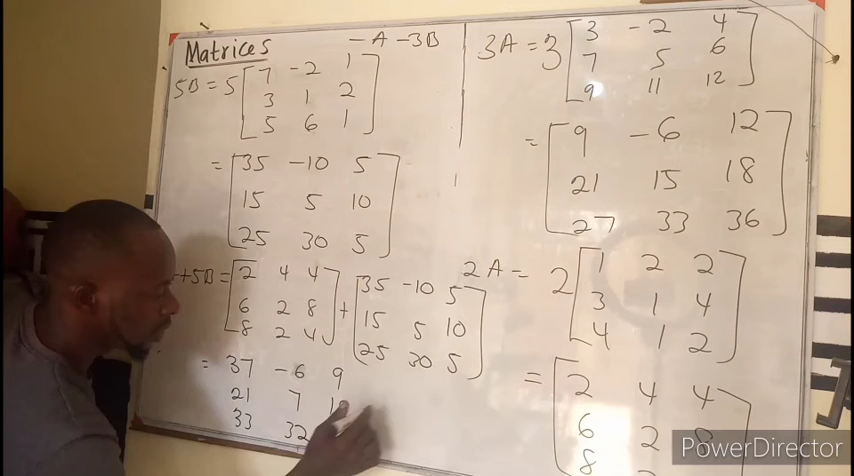 Matrices
-A -3B
5B = 5 [ 7 -2 1
3 1 2
5 6 1 ]
= [ 35 -10 5
15 5 10
25 30 5 ]
+5B = [ 2 4 4
6 2 8
8 2 4 ] + [ 35 -10 5
15 5 10
25 30 5 ]
= 37 -6 9
21 7 1
33 32
3A = 3 [ 3 -2 4
7 5 6
9 11 12 ]
= [ 9 -6 12
21 15 18
27 33 36 ]
2A = 2 [ 1 2 2
3 1 4
4 1 2 ]
= [ 2 4 4
6 2 8
8
PowerDirector